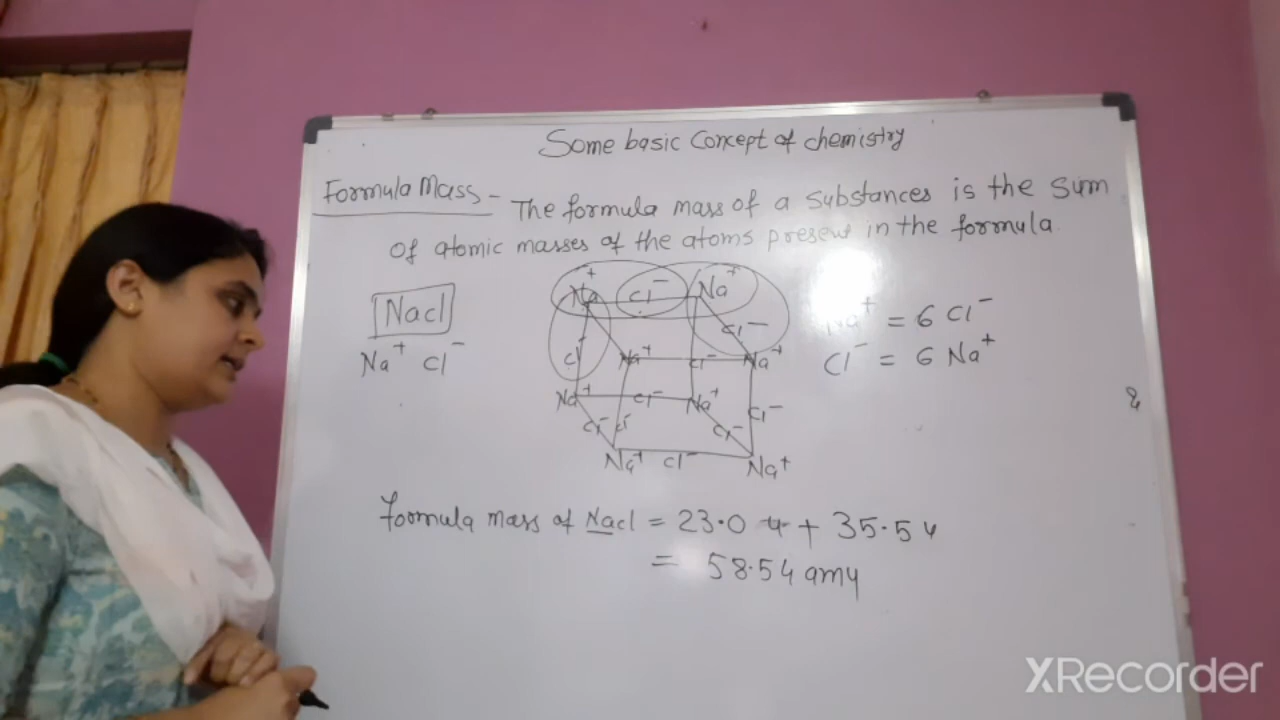 Some basic Concept of chemistry
Formula Mass - The formula mass of a Substances is the sum
of atomic masses of the atoms present in the formula.
Nacl
Na+ Cl-
Na+ Cl- Na+
Cl-
Cl- Na+ Cl- Na+
Na+ Cl- Na+ Cl-
Cl- Cl- Cl-
Na+ Cl- Na+
Na+ = 6 Cl-
Cl- = 6 Na+
formula mass of Nacl = 23.0 u + 35.5 u
= 58.54 amu
XRecorder